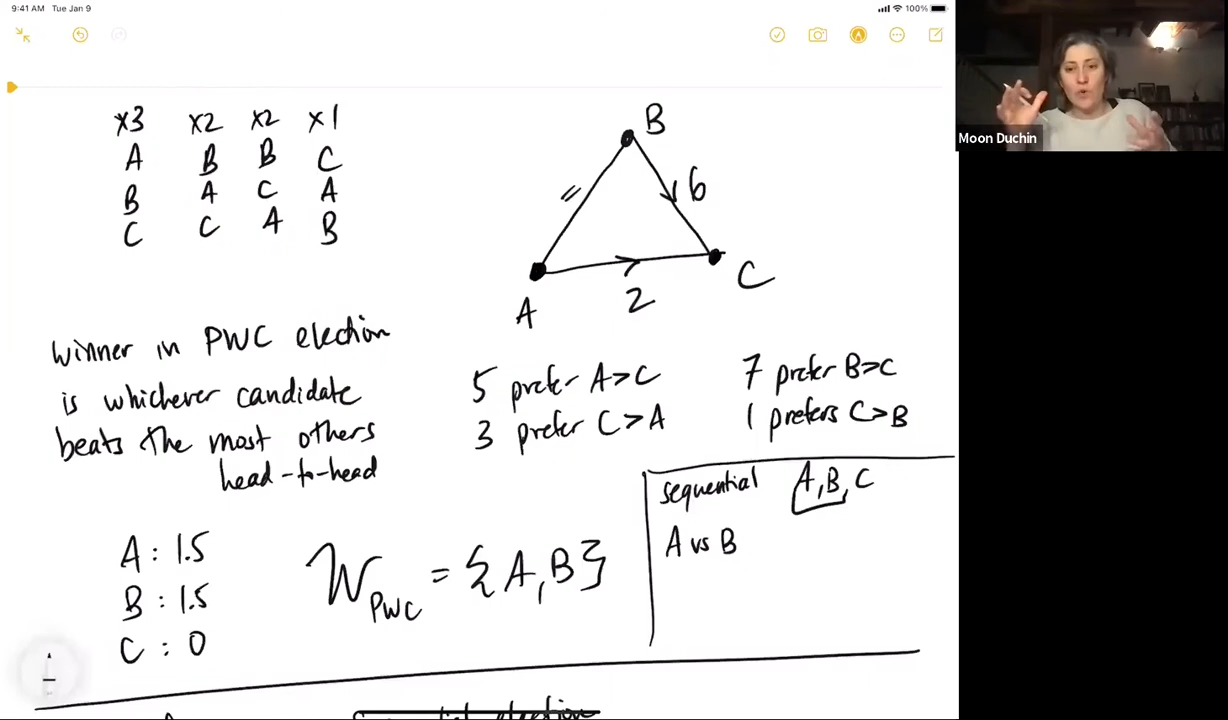 9:41 AM Tue Jan 9
100%
Moon Duchin
x3 x2 x2 x1
A B B C
B A C A
C C A B
B
6
A
2
C
winner in PWC election
is whichever candidate
beats the most others
head-to-head
5 prefer A>C
3 prefer C>A
7 prefer B>C
1 prefers C>B
A : 1.5
B : 1.5
C : 0
W PWC = {A, B}
sequential A, B, C
A vs B